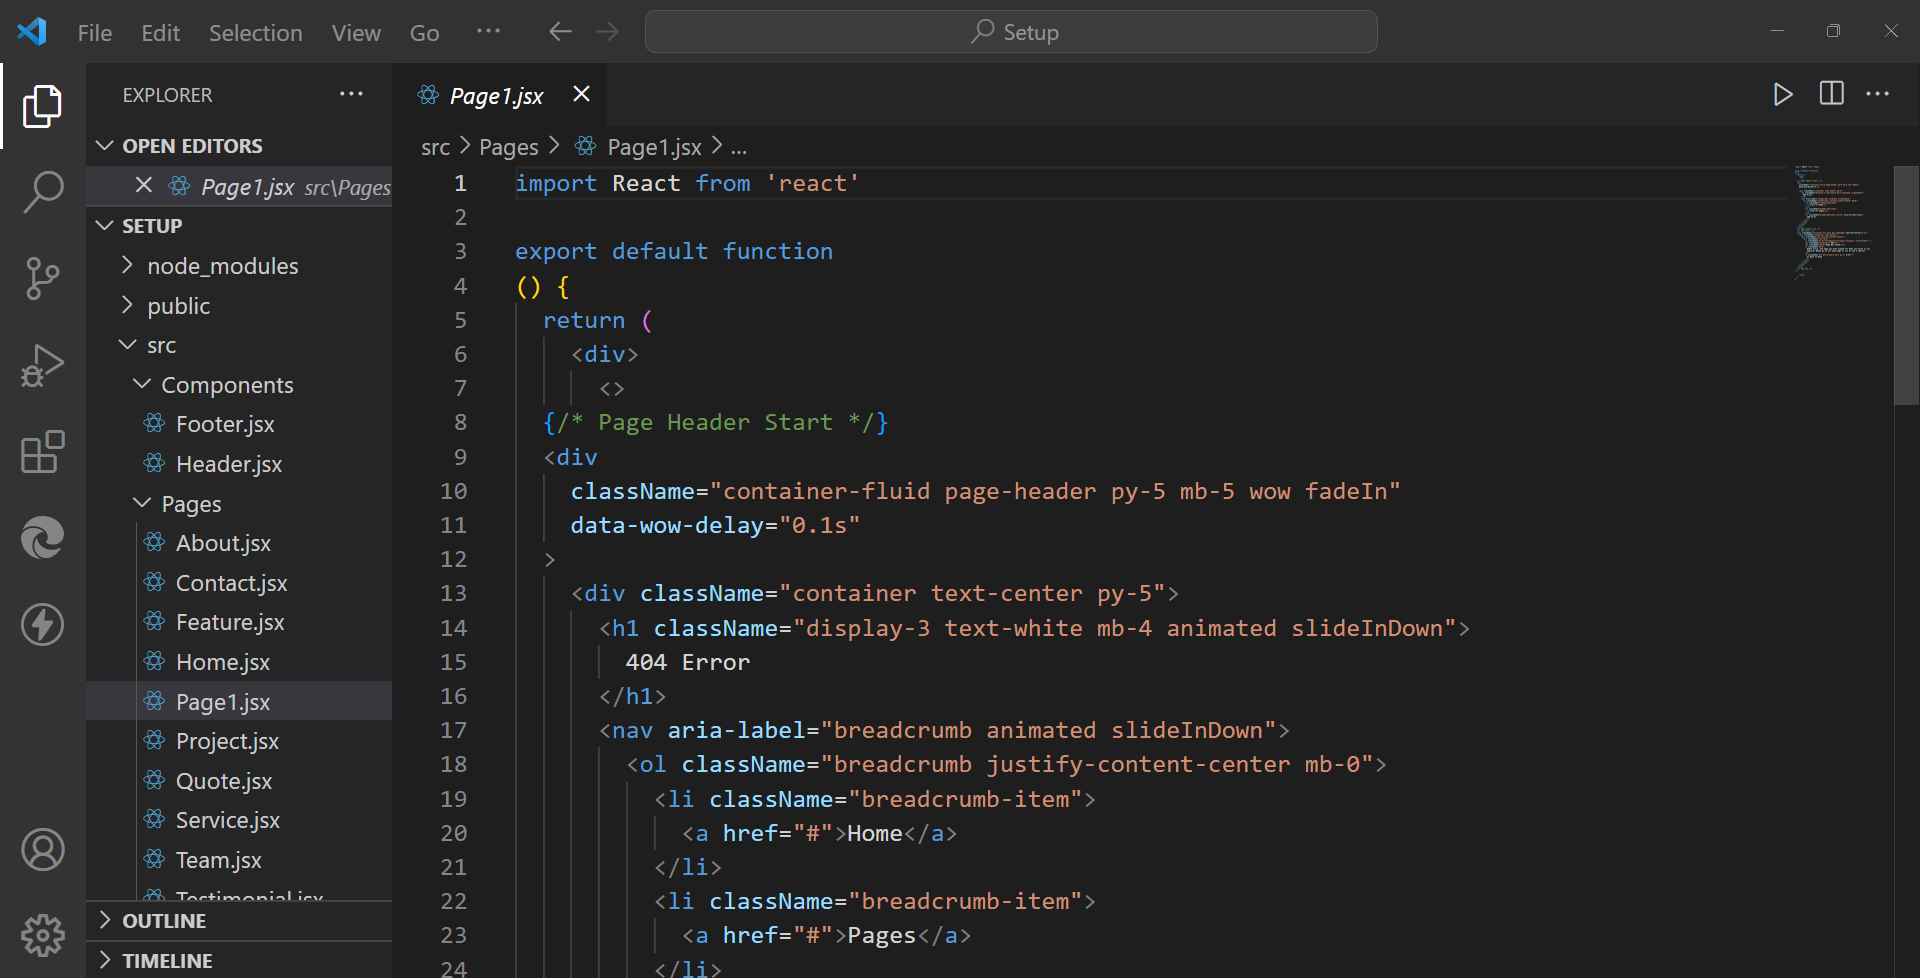 File Edit Selection View Go ···
Setup
EXPLORER ···
OPEN EDITORS
Page1.jsx src\Pages
SETUP
node_modules
public
src
Components
Footer.jsx
Header.jsx
Pages
About.jsx
Contact.jsx
Feature.jsx
Home.jsx
Page1.jsx
Project.jsx
Quote.jsx
Service.jsx
Team.jsx
Testimonial.jsx
OUTLINE
TIMELINE
Page1.jsx
src > Pages > Page1.jsx > ...
1 import React from 'react'
2
3 export default function
4 () {
5 return (
6 <div>
7 <>
8 {/* Page Header Start */}
9 <div
10 className="container-fluid page-header py-5 mb-5 wow fadeIn"
11 data-wow-delay="0.1s"
12 >
13 <div className="container text-center py-5">
14 <h1 className="display-3 text-white mb-4 animated slideInDown">
15 404 Error
16 </h1>
17 <nav aria-label="breadcrumb animated slideInDown">
18 <ol className="breadcrumb justify-content-center mb-0">
19 <li className="breadcrumb-item">
20 <a href="#">Home</a>
21 </li>
22 <li className="breadcrumb-item">
23 <a href="#">Pages</a>
24 </li>